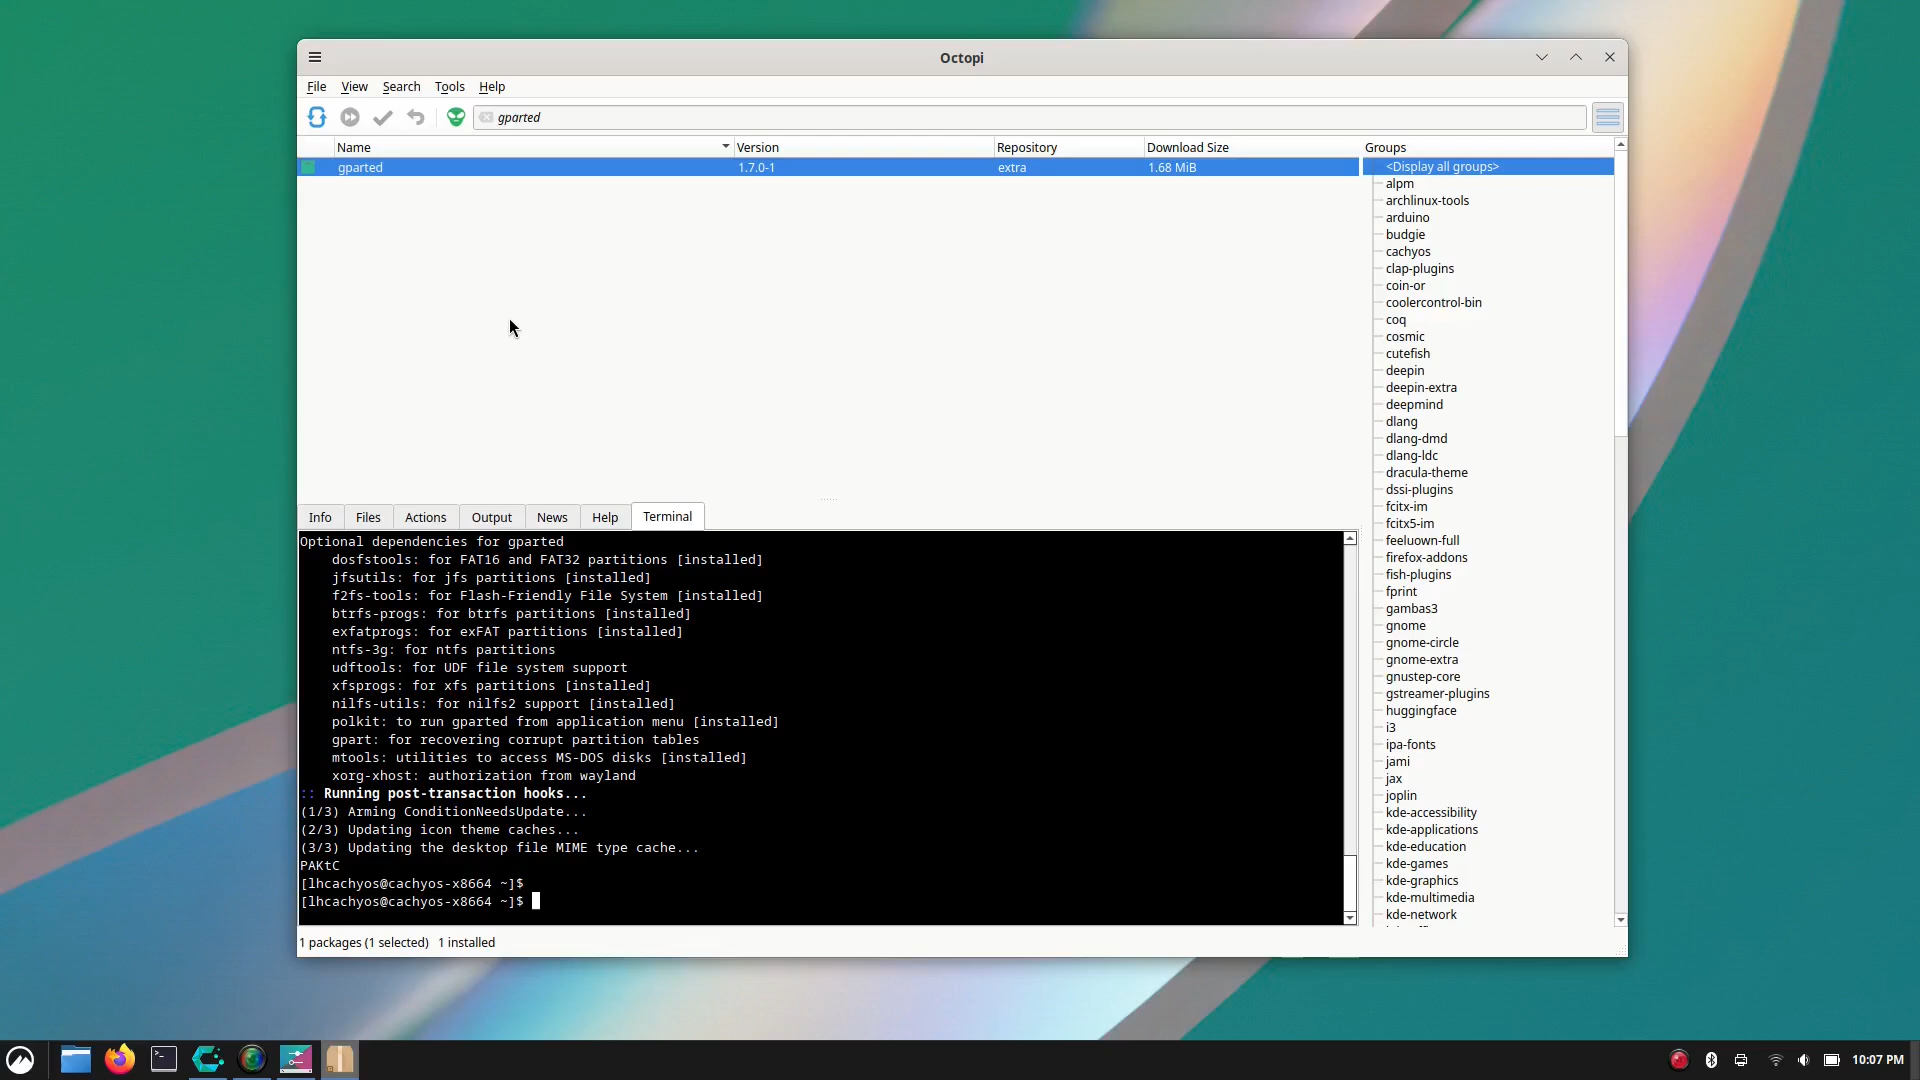 Octopi
File View Search Tools Help
gparted
Name Version Repository Download Size
gparted 1.7.0-1 extra 1.68 MiB
Groups
<Display all groups>
alpm
archlinux-tools
arduino
budgie
cachyos
clap-plugins
coin-or
coolercontrol-bin
coq
cosmic
cutefish
deepin
deepin-extra
deepmind
dlang
dlang-dmd
dlang-ldc
dracula-theme
dssi-plugins
fcitx-im
fcitx5-im
feeluown-full
firefox-addons
fish-plugins
fprint
gambas3
gnome
gnome-circle
gnome-extra
gnustep-core
gstreamer-plugins
huggingface
i3
ipa-fonts
jami
jax
joplin
kde-accessibility
kde-applications
kde-education
kde-games
kde-graphics
kde-multimedia
kde-network
Info Files Actions Output News Help Terminal
Optional dependencies for gparted
dosfstools: for FAT16 and FAT32 partitions [installed]
jfsutils: for jfs partitions [installed]
f2fs-tools: for Flash-Friendly File System [installed]
btrfs-progs: for btrfs partitions [installed]
exfatprogs: for exFAT partitions [installed]
ntfs-3g: for ntfs partitions
udftools: for UDF file system support
xfsprogs: for xfs partitions [installed]
nilfs-utils: for nilfs2 support [installed]
polkit: to run gparted from application menu [installed]
gpart: for recovering corrupt partition tables
mtools: utilities to access MS-DOS disks [installed]
xorg-xhost: authorization from wayland
:: Running post-transaction hooks...
(1/3) Arming ConditionNeedsUpdate...
(2/3) Updating icon theme caches...
(3/3) Updating the desktop file MIME type cache...
PAKtC
[lhcachyos@cachyos-x8664 ~]$
[lhcachyos@cachyos-x8664 ~]$
1 packages (1 selected) 1 installed
10:07 PM